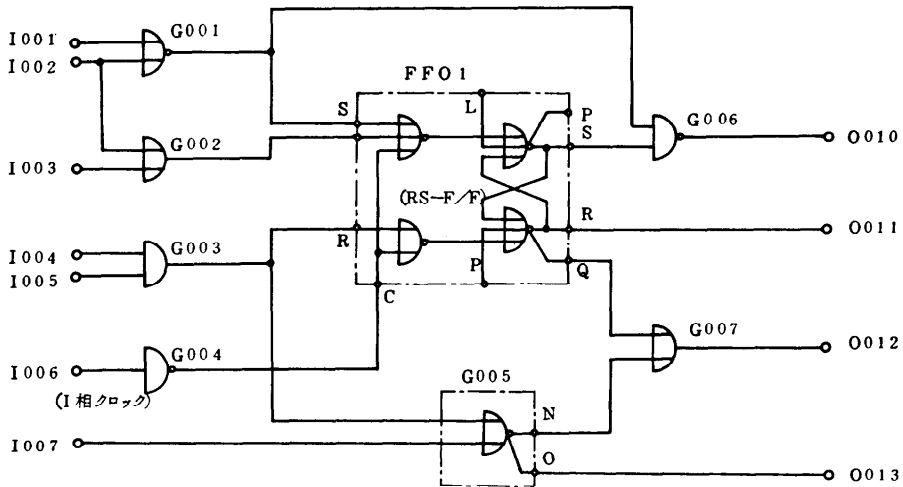 I001
G001
I002
FF01
S
L
P
S
G006
O010
G002
I003
(RS-F/F)
R
R
O011
I004
G003
I005
P
Q
C
G007
O012
I006
G004
(I相クロック)
G005
N
I007
O
O013